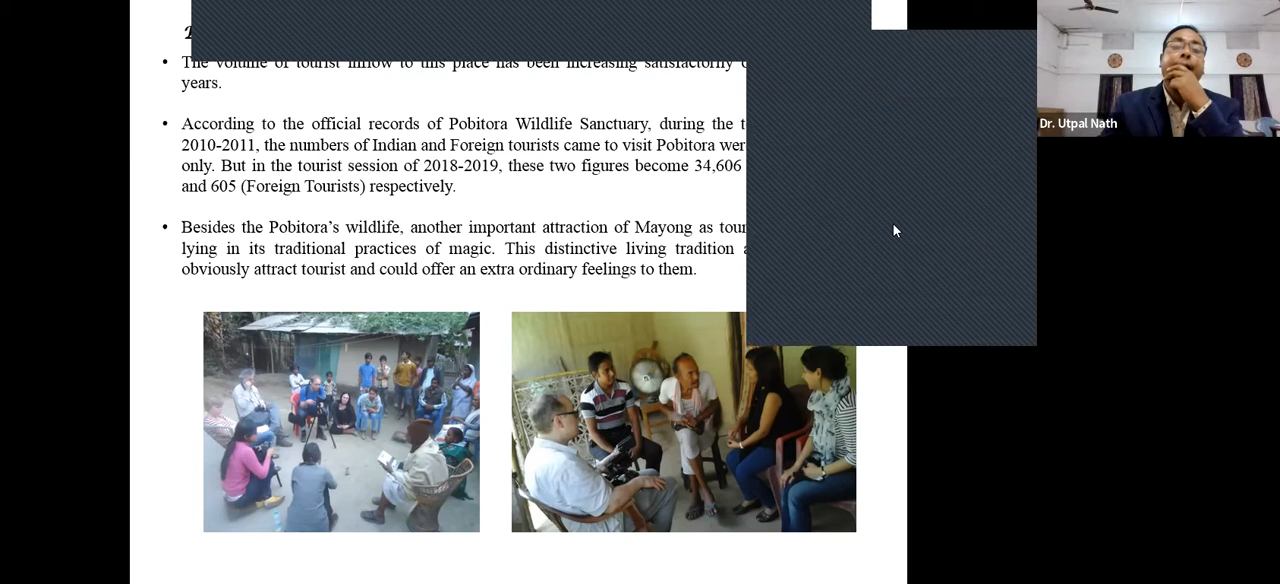 The volume of tourist inflow to this place has been increasing satisfactorily
years.
According to the official records of Pobitora Wildlife Sanctuary, during the
2010-2011, the numbers of Indian and Foreign tourists came to visit Pobitora
only. But in the tourist session of 2018-2019, these two figures become 34,606
and 605 (Foreign Tourists) respectively.
Besides the Pobitora’s wildlife, another important attraction of Mayong as
lying in its traditional practices of magic. This distinctive living tradition
obviously attract tourist and could offer an extra ordinary feelings to them.
Dr. Utpal Nath